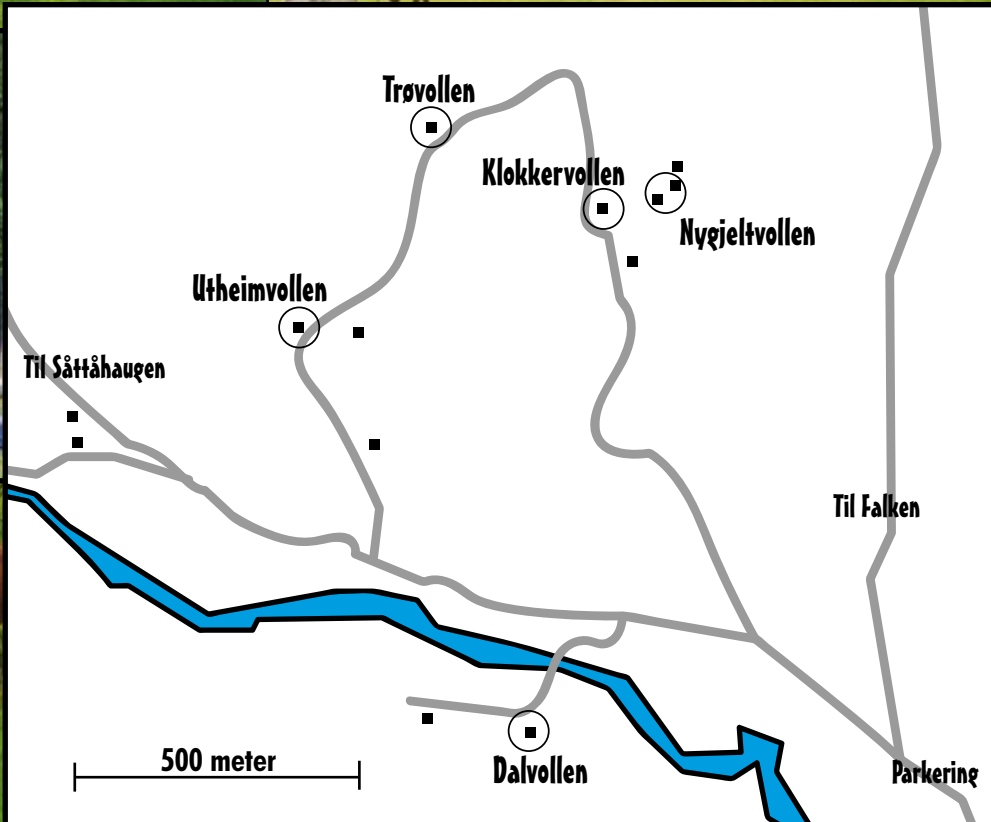 Trøvollen
Klokkervollen
Nygjeltvollen
Utheimvollen
Til Såttåhaugen
Til Falken
500 meter
Dalvollen
Parkering